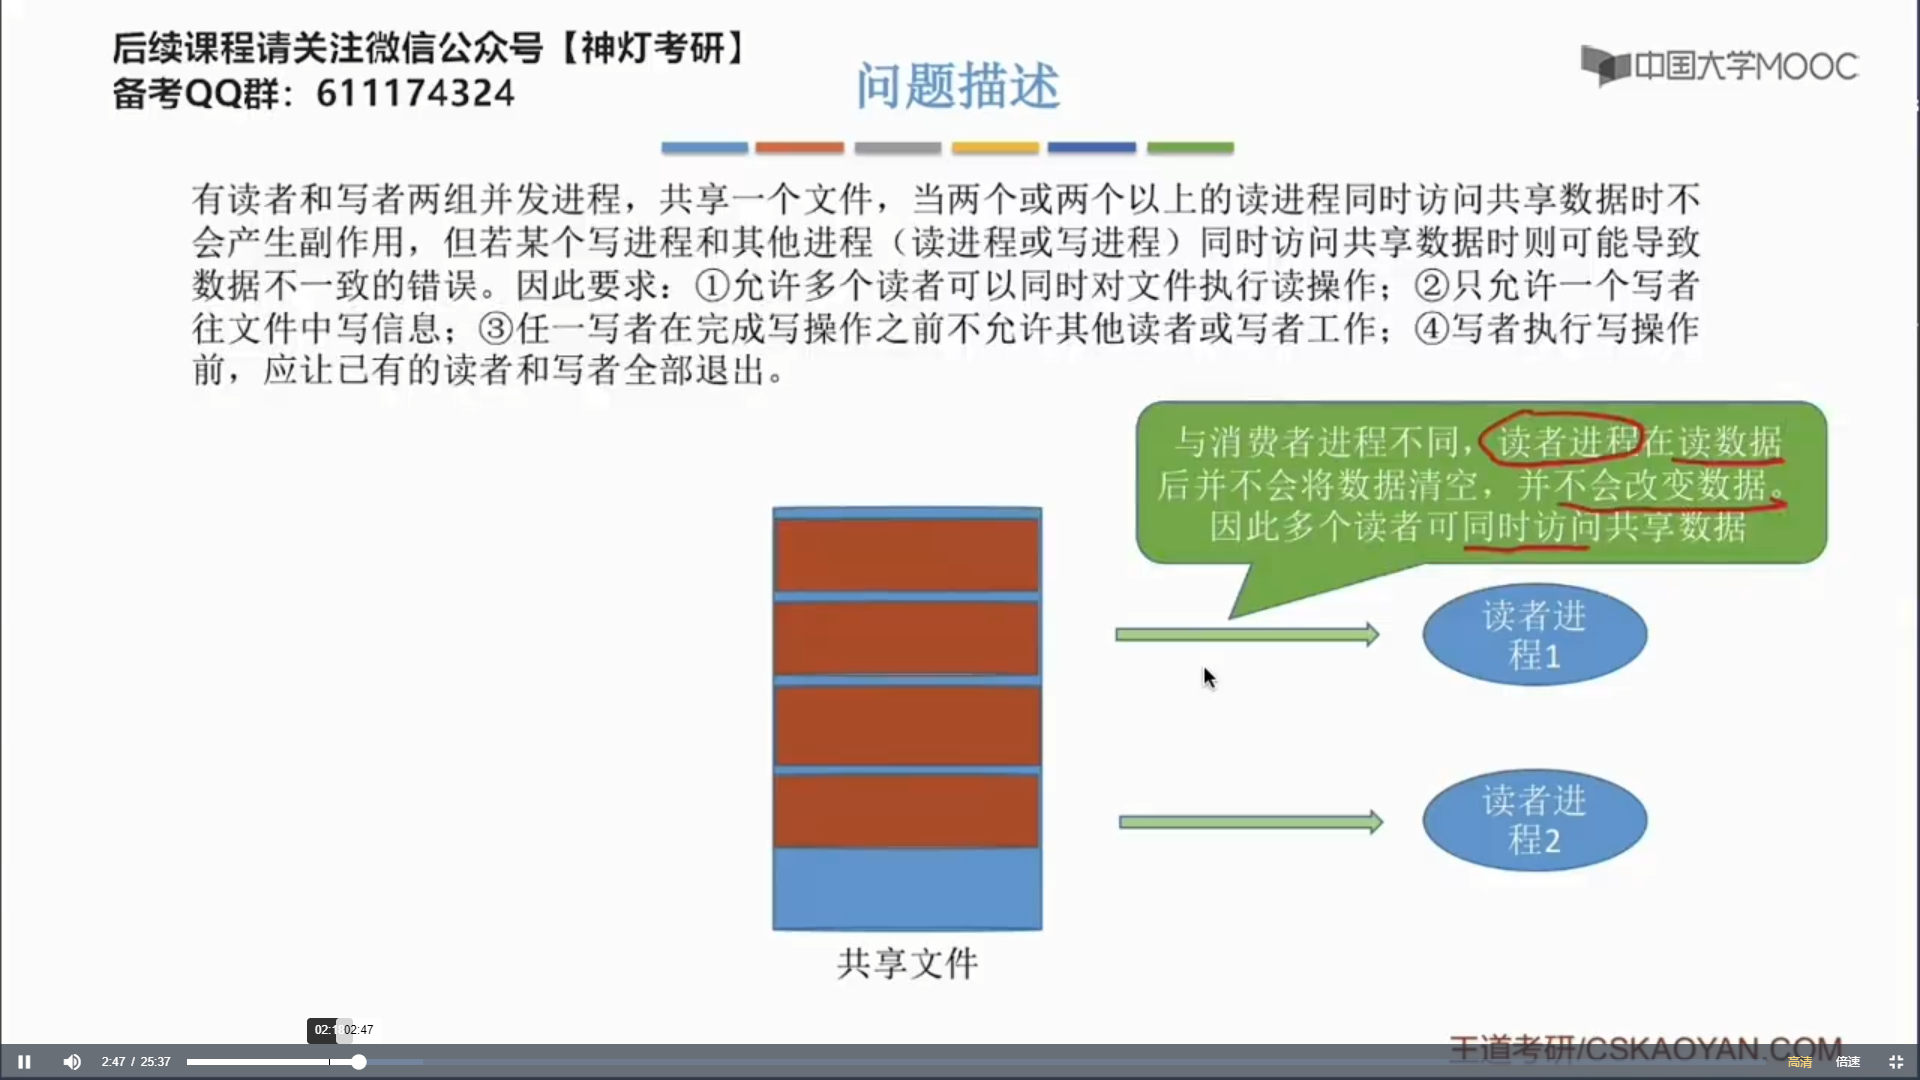 后续课程请关注微信公众号【神灯考研】
备考QQ群：611174324
问题描述
中国大学MOOC
有读者和写者两组并发进程，共享一个文件，当两个或两个以上的读进程同时访问共享数据时不
会产生副作用，但若某个写进程和其他进程（读进程或写进程）同时访问共享数据时则可能导致
数据不一致的错误。因此要求：①允许多个读者可以同时对文件执行读操作；②只允许一个写者
往文件中写信息；③任一写者在完成写操作之前不允许其他读者或写者工作；④写者执行写操作
前，应让已有的读者和写者全部退出。
与消费者进程不同，读者进程在读数据
后并不会将数据清空，并不会改变数据。
因此多个读者可同时访问共享数据
读者进
程1
读者进
程2
共享文件
王道考研/CSKAOYAN.COM
02:47
2:47 / 25:37
高清
倍速